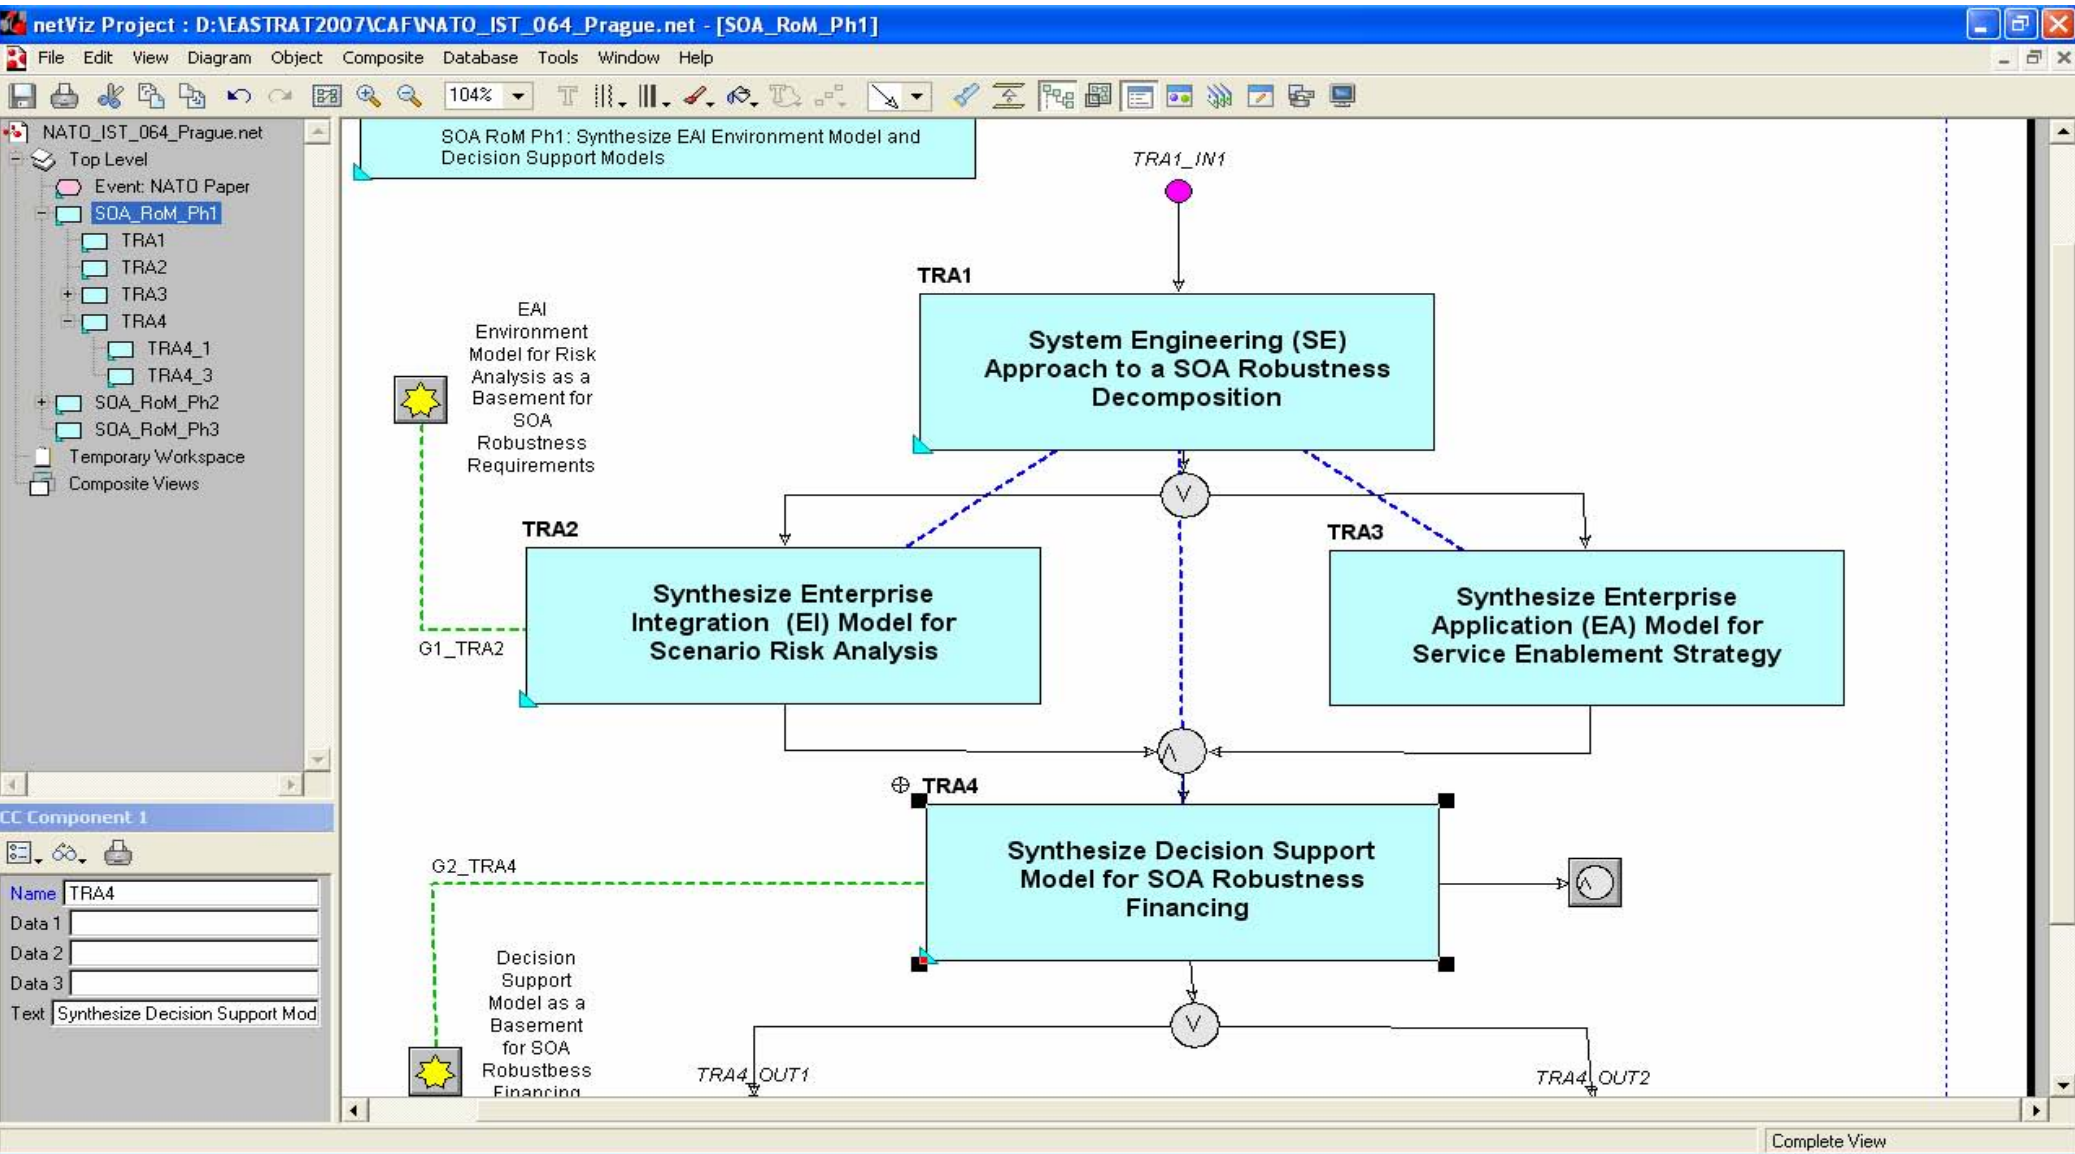 netViz Project : D:\EASTRAT2007\CAF\NATO_IST_064_Prague.net - [SOA_RoM_Ph1]
File Edit View Diagram Object Composite Database Tools Window Help
104%
NATO_IST_064_Prague.net
Top Level
Event: NATO Paper
SOA_RoM_Ph1
TRA1
TRA2
TRA3
TRA4
TRA4_1
TRA4_3
SOA_RoM_Ph2
SOA_RoM_Ph3
Temporary Workspace
Composite Views
CC Component 1
Name TRA4
Data 1
Data 2
Data 3
Text Synthesize Decision Support Mod
SOA RoM Ph1: Synthesize EAI Environment Model and
Decision Support Models
TRA1_IN1
TRA1
System Engineering (SE)
Approach to a SOA Robustness
Decomposition
EAI
Environment
Model for Risk
Analysis as a
Basement for
SOA
Robustness
Requirements
G1_TRA2
V
TRA2
Synthesize Enterprise
Integration (EI) Model for
Scenario Risk Analysis
TRA3
Synthesize Enterprise
Application (EA) Model for
Service Enablement Strategy
Λ
TRA4
Synthesize Decision Support
Model for SOA Robustness
Financing
Λ
G2_TRA4
Decision
Support
Model as a
Basement
for SOA
Robustbess
Financing
V
TRA4_OUT1
TRA4_OUT2
Complete View